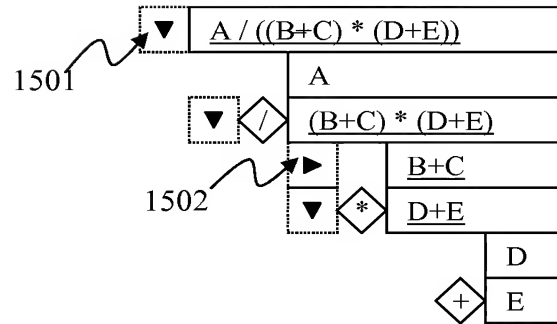 ▼ A / ((B+C) * (D+E))
1501
A
▼ / (B+C) * (D+E)
► B+C
1502
▼ * D+E
D
+ E